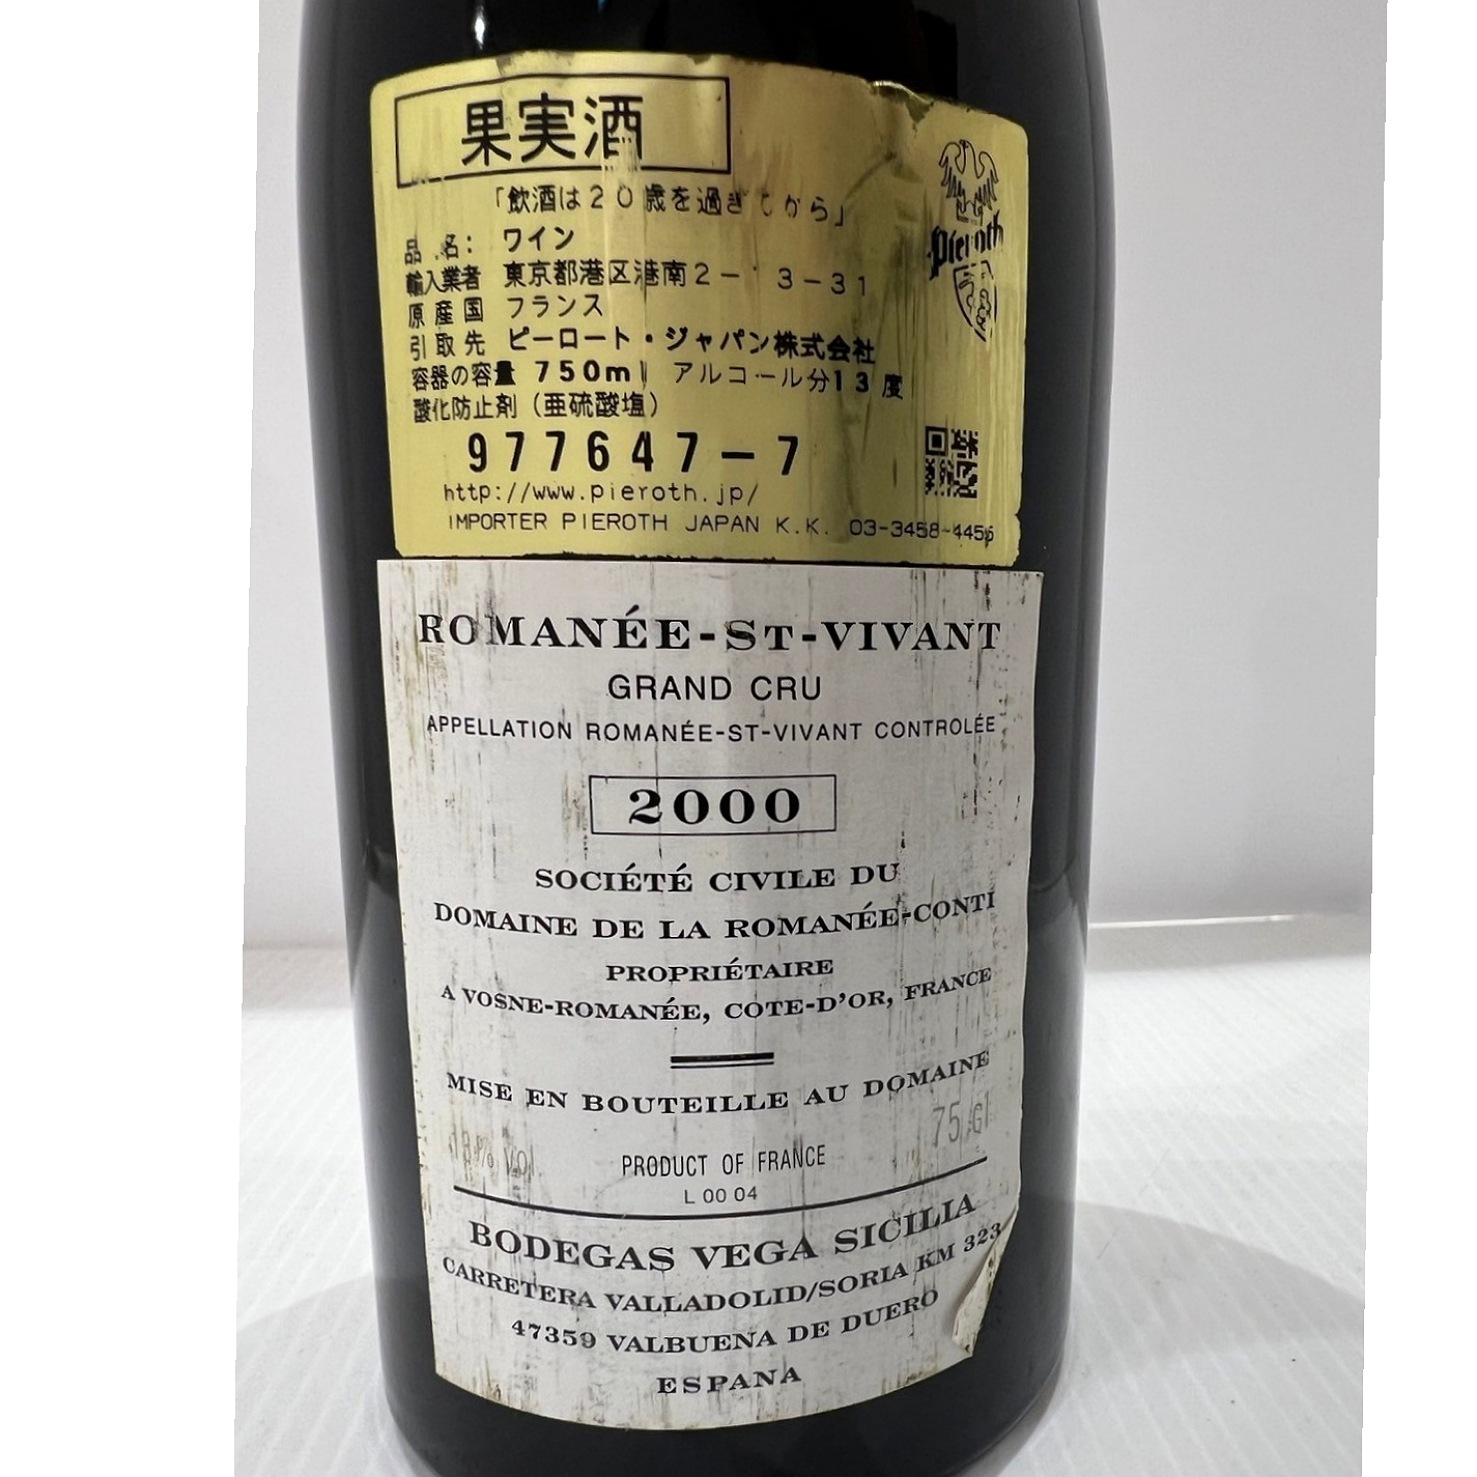 果実酒
「飲酒は20歳を過ぎてから」
Pieroth
品名: ワイン
輸入業者 東京都港区港南2-13-31
原産国 フランス
引取先 ピーロート・ジャパン株式会社
容器の容量 750ml アルコール分13度
酸化防止剤(亜硫酸塩)
977647-7
http://www.pieroth.jp/
IMPORTER PIEROTH JAPAN K.K. 03-3458-4455
ROMANÉE-ST-VIVANT
GRAND CRU
APPELLATION ROMANÉE-ST-VIVANT CONTROLÉE
2000
SOCIÉTÉ CIVILE DU
DOMAINE DE LA ROMANÉE-CONTI
PROPRIÉTAIRE
A VOSNE-ROMANÉE, COTE-D'OR, FRANCE
MISE EN BOUTEILLE AU DOMAINE
13% Vol 75 cl
PRODUCT OF FRANCE
L 00 04
BODEGAS VEGA SICILIA
CARRETERA VALLADOLID/SORIA KM 323
47359 VALBUENA DE DUERO
ESPANA